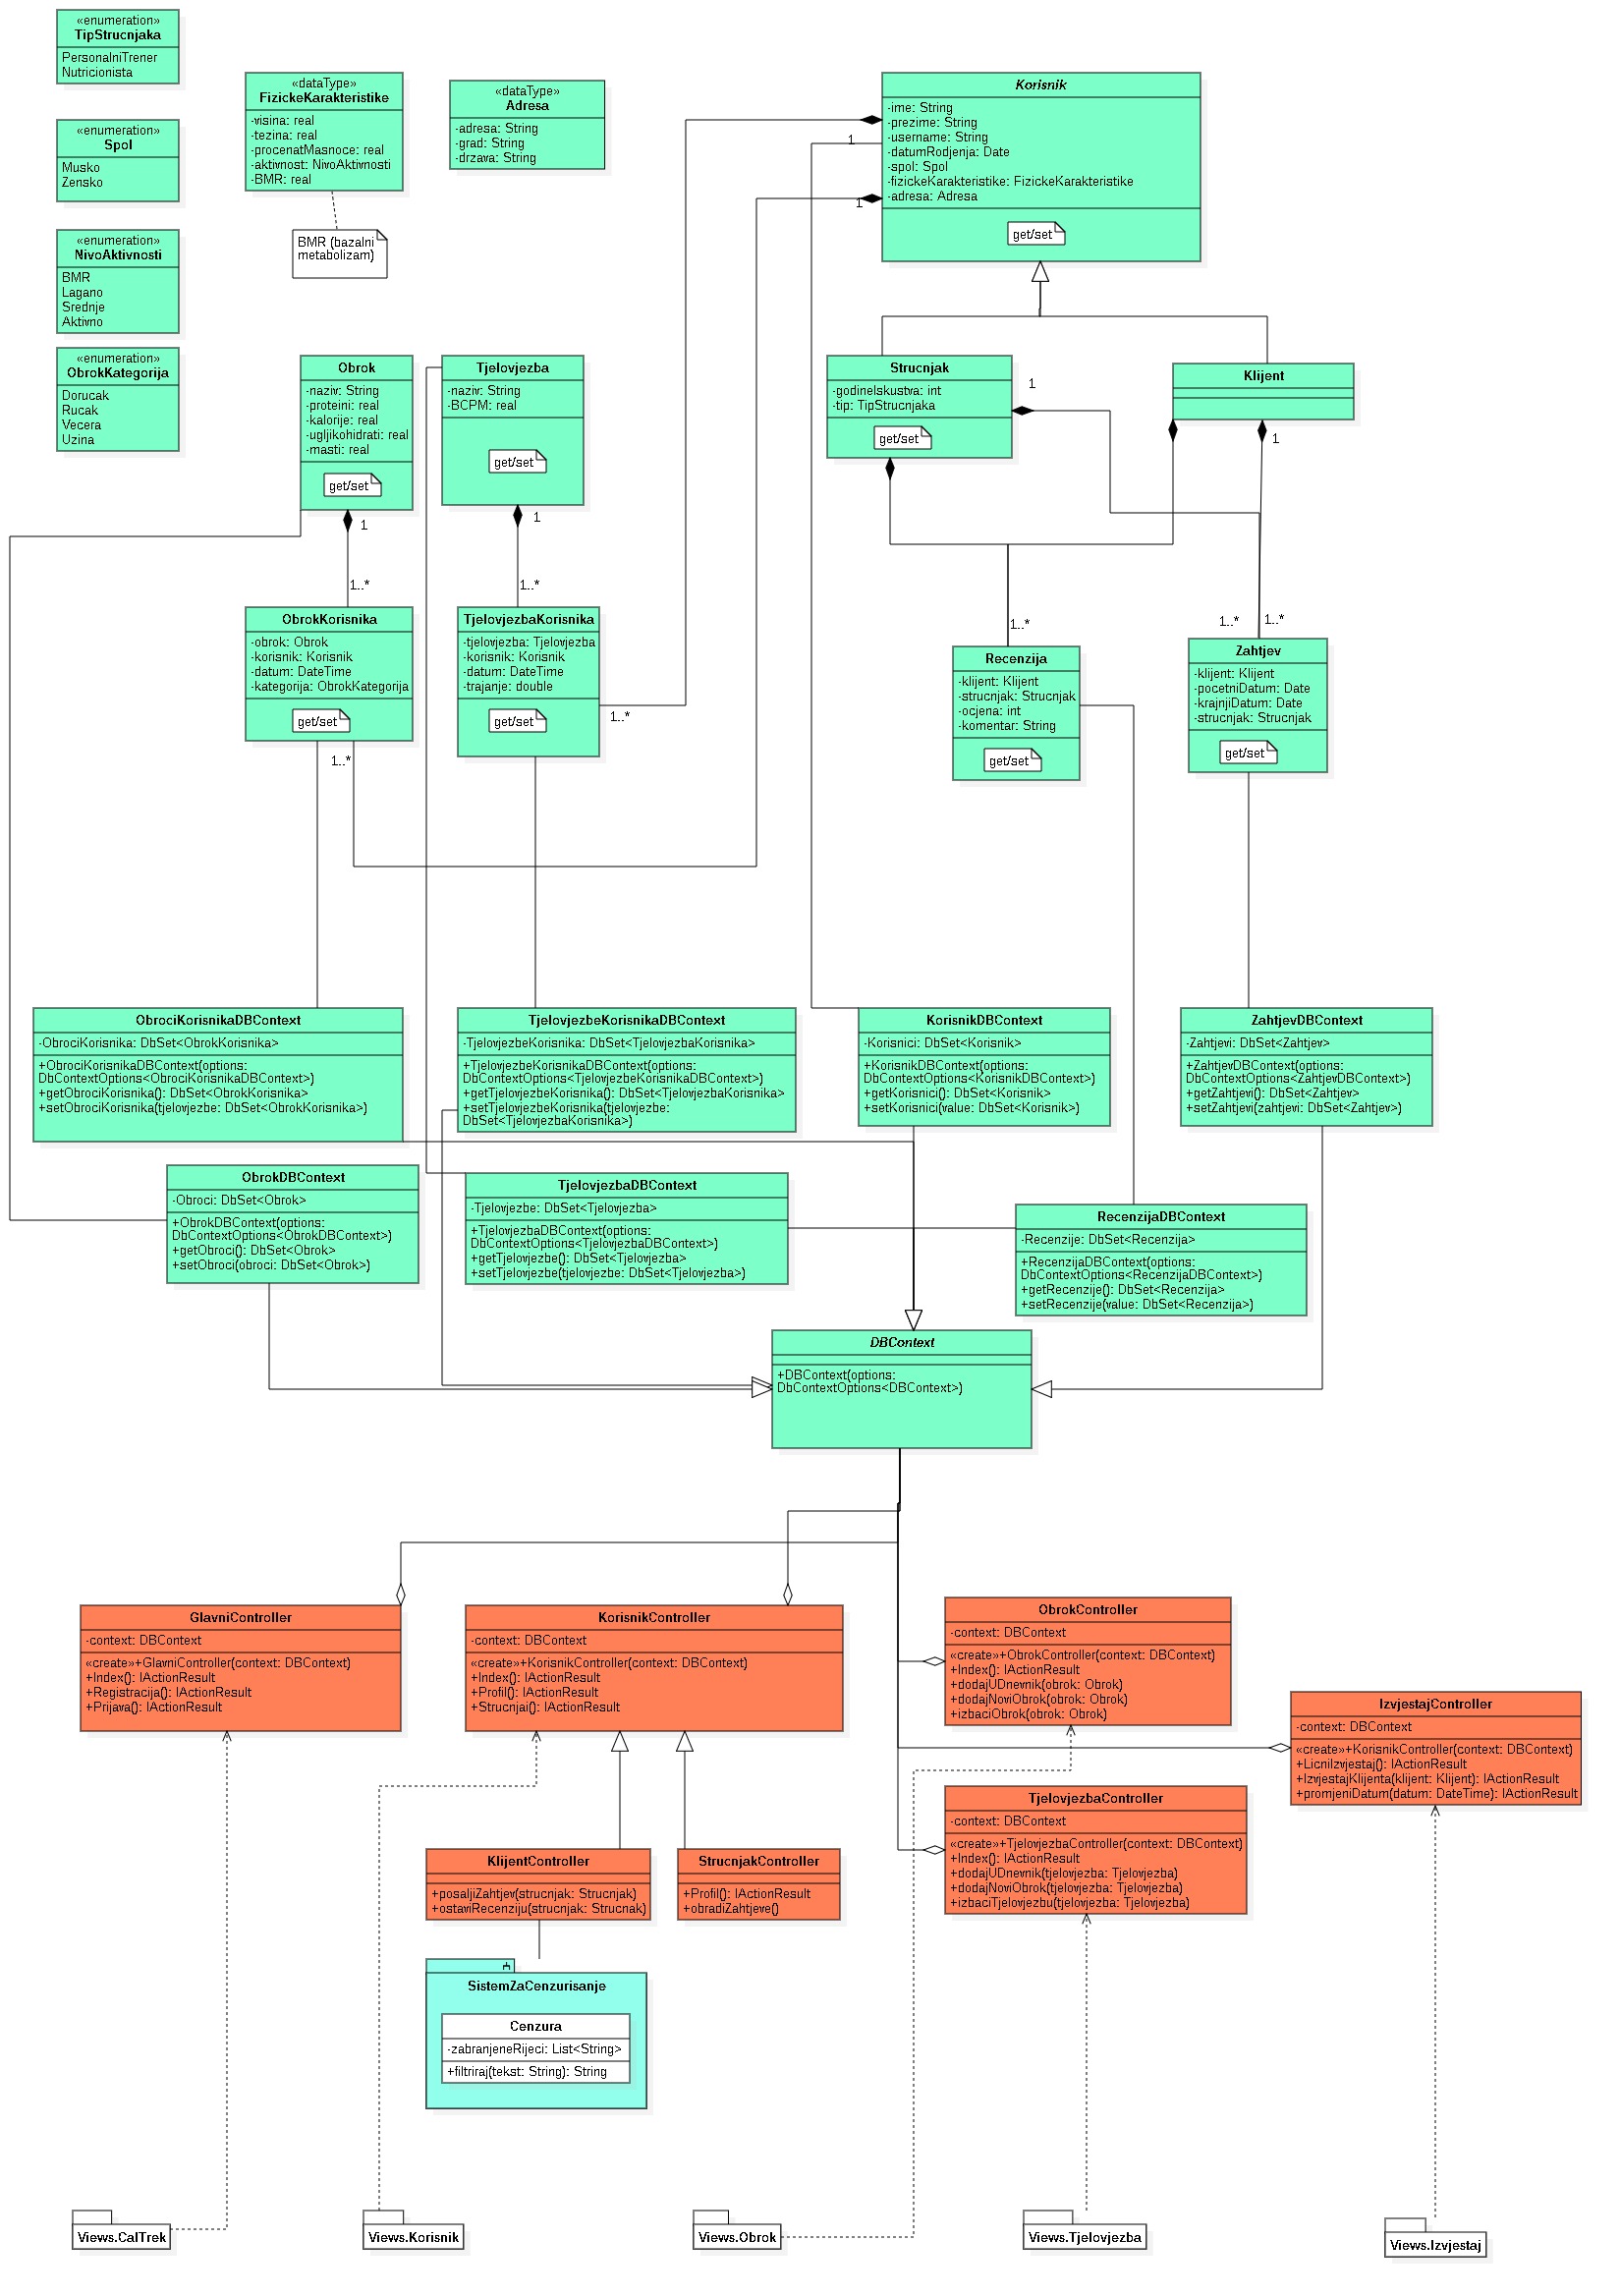 «enumeration»
TipStrucnjaka
PersonalniTrener
Nutricionista
«enumeration»
Spol
Musko
Zensko
«enumeration»
NivoAktivnosti
BMR
Lagano
Srednje
Aktivno
«enumeration»
ObrokKategorija
Dorucak
Rucak
Vecera
Uzina
«dataType»
FizickeKarakteristike
-visina: real
-tezina: real
-procenatMasnoce: real
-aktivnost: NivoAktivnosti
-BMR: real
BMR (bazalni
metabolizam)
«dataType»
Adresa
-adresa: String
-grad: String
-drzava: String
Korisnik
-ime: String
-prezime: String
-username: String
-datumRodjenja: Date
-spol: Spol
-fizickeKarakteristike: FizickeKarakteristike
-adresa: Adresa
get/set
1
1
Obrok
-naziv: String
-proteini: real
-kalorije: real
-ugljikohidrati: real
-masti: real
get/set
1
1..*
Tjelovjezba
-naziv: String
-BCPM: real
get/set
1
1..*
Strucnjak
-godineIskustva: int
-tip: TipStrucnjaka
get/set
1
Klijent
1
ObrokKorisnika
-obrok: Obrok
-korisnik: Korisnik
-datum: DateTime
-kategorija: ObrokKategorija
get/set
1..*
TjelovjezbaKorisnika
-tjelovjezba: Tjelovjezba
-korisnik: Korisnik
-datum: DateTime
-trajanje: double
get/set
1..*
1..*
Recenzija
-klijent: Klijent
-strucnjak: Strucnjak
-ocjena: int
-komentar: String
get/set
1..*
1..*
Zahtjev
-klijent: Klijent
-pocetniDatum: Date
-krajnjiDatum: Date
-strucnjak: Strucnjak
get/set
ObrociKorisnikaDBContext
-ObrociKorisnika: DbSet<ObrokKorisnika>
+ObrociKorisnikaDBContext(options:
DbContextOptions<ObrociKorisnikaDBContext>)
+getObrociKorisnika(): DbSet<ObrokKorisnika>
+setObrociKorisnika(tjelovjezbe: DbSet<ObrokKorisnika>)
TjelovjezbeKorisnikaDBContext
-TjelovjezbeKorisnika: DbSet<TjelovjezbaKorisnika>
+TjelovjezbeKorisnikaDBContext(options:
DbContextOptions<TjelovjezbeKorisnikaDBContext>)
+getTjelovjezbeKorisnika(): DbSet<TjelovjezbaKorisnika>
+setTjelovjezbeKorisnika(tjelovjezbe:
DbSet<TjelovjezbaKorisnika>)
KorisnikDBContext
-Korisnici: DbSet<Korisnik>
+KorisnikDBContext(options:
DbContextOptions<KorisnikDBContext>)
+getKorisnici(): DbSet<Korisnik>
+setKorisnici(value: DbSet<Korisnik>)
ZahtjevDBContext
-Zahtjevi: DbSet<Zahtjev>
+ZahtjevDBContext(options:
DbContextOptions<ZahtjevDBContext>)
+getZahtjevi(): DbSet<Zahtjev>
+setZahtjevi(zahtjevi: DbSet<Zahtjev>)
ObrokDBContext
-Obroci: DbSet<Obrok>
+ObrokDBContext(options:
DbContextOptions<ObrokDBContext>)
+getObroci(): DbSet<Obrok>
+setObroci(obroci: DbSet<Obrok>)
TjelovjezbaDBContext
-Tjelovjezbe: DbSet<Tjelovjezba>
+TjelovjezbaDBContext(options:
DbContextOptions<TjelovjezbaDBContext>)
+getTjelovjezbe(): DbSet<Tjelovjezba>
+setTjelovjezbe(tjelovjezbe: DbSet<Tjelovjezba>)
RecenzijaDBContext
-Recenzije: DbSet<Recenzija>
+RecenzijaDBContext(options:
DbContextOptions<RecenzijaDBContext>)
+getRecenzije(): DbSet<Recenzija>
+setRecenzije(value: DbSet<Recenzija>)
DBContext
+DBContext(options:
DbContextOptions<DBContext>)
GlavniController
-context: DBContext
«create»+GlavniController(context: DBContext)
+Index(): IActionResult
+Registracija(): IActionResult
+Prijava(): IActionResult
KorisnikController
-context: DBContext
«create»+KorisnikController(context: DBContext)
+Index(): IActionResult
+Profil(): IActionResult
+Strucnjai(): IActionResult
ObrokController
-context: DBContext
«create»+ObrokController(context: DBContext)
+Index(): IActionResult
+dodajUDnevnik(obrok: Obrok)
+dodajNoviObrok(obrok: Obrok)
+izbaciObrok(obrok: Obrok)
IzvjestajController
-context: DBContext
«create»+KorisnikController(context: DBContext)
+LicniIzvjestaj(): IActionResult
+IzvjestajKlijenta(klijent: Klijent): IActionResult
+promjeniDatum(datum: DateTime): IActionResult
TjelovjezbaController
-context: DBContext
«create»+TjelovjezbaController(context: DBContext)
+Index(): IActionResult
+dodajUDnevnik(tjelovjezba: Tjelovjezba)
+dodajNoviObrok(tjelovjezba: Tjelovjezba)
+izbaciTjelovjezbu(tjelovjezba: Tjelovjezba)
KlijentController
+posaljiZahtjev(strucnjak: Strucnjak)
+ostaviRecenziju(strucnjak: Strucnak)
StrucnjakController
+Profil(): IActionResult
+obradiZahtjeve()
SistemZaCenzurisanje
Cenzura
-zabranjeneRijeci: List<String>
+filtriraj(tekst: String): String
Views.CalTrek
Views.Korisnik
Views.Obrok
Views.Tjelovjezba
Views.Izvjestaj